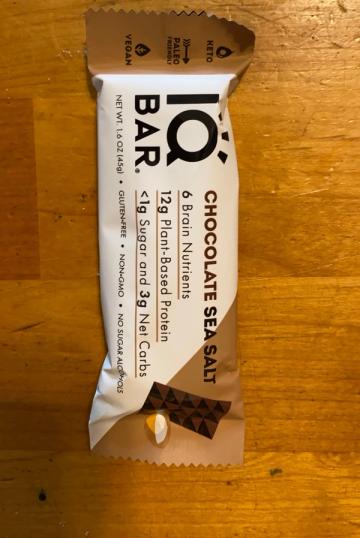 KETO
PALEO
FRIENDLY
VEGAN
IQ
BAR®
CHOCOLATE SEA SALT
6 Brain Nutrients
12g Plant-Based Protein
<1g Sugar and 3g Net Carbs
NET WT. 1.6 OZ (45g) • GLUTEN-FREE • NON-GMO • NO SUGAR ALCOHOLS